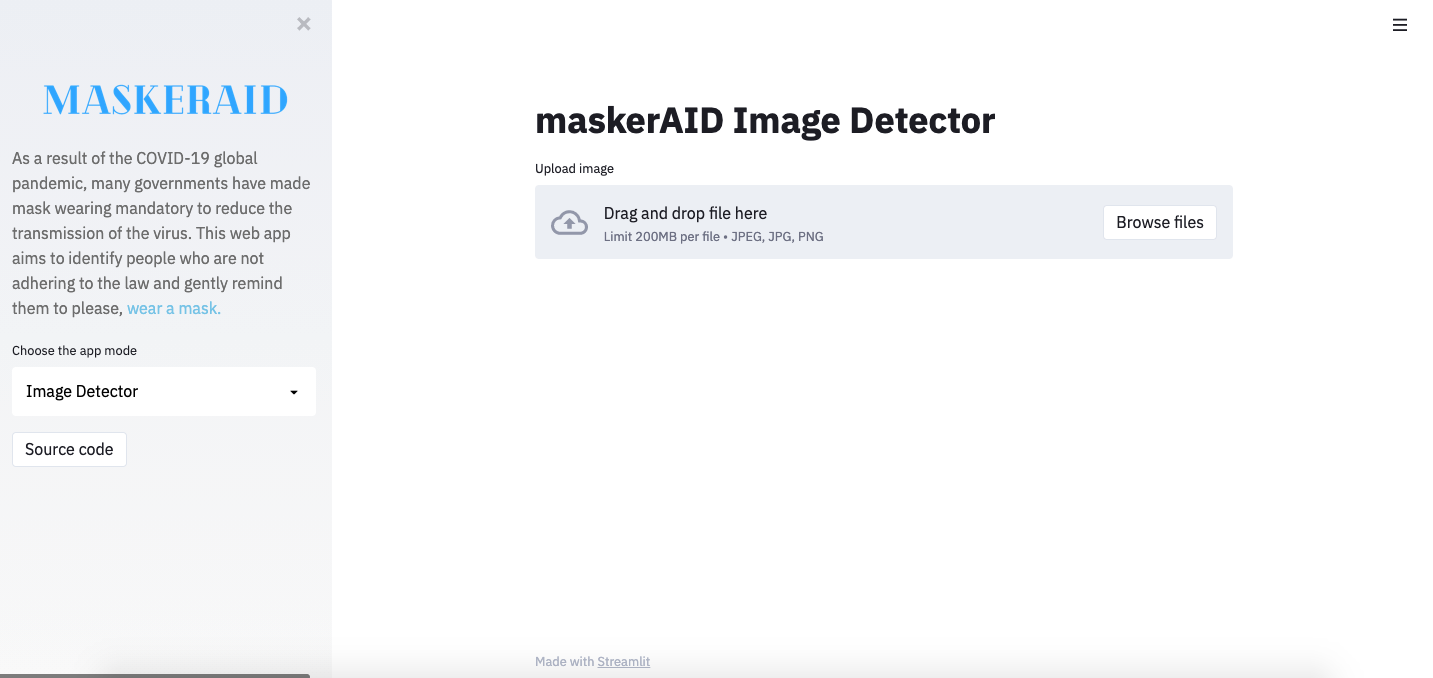 MASKERAID
As a result of the COVID-19 global
pandemic, many governments have made
mask wearing mandatory to reduce the
transmission of the virus. This web app
aims to identify people who are not
adhering to the law and gently remind
them to please, wear a mask.
Choose the app mode
Image Detector
Source code
maskerAID Image Detector
Upload image
Drag and drop file here
Limit 200MB per file • JPEG, JPG, PNG
Browse files
Made with Streamlit